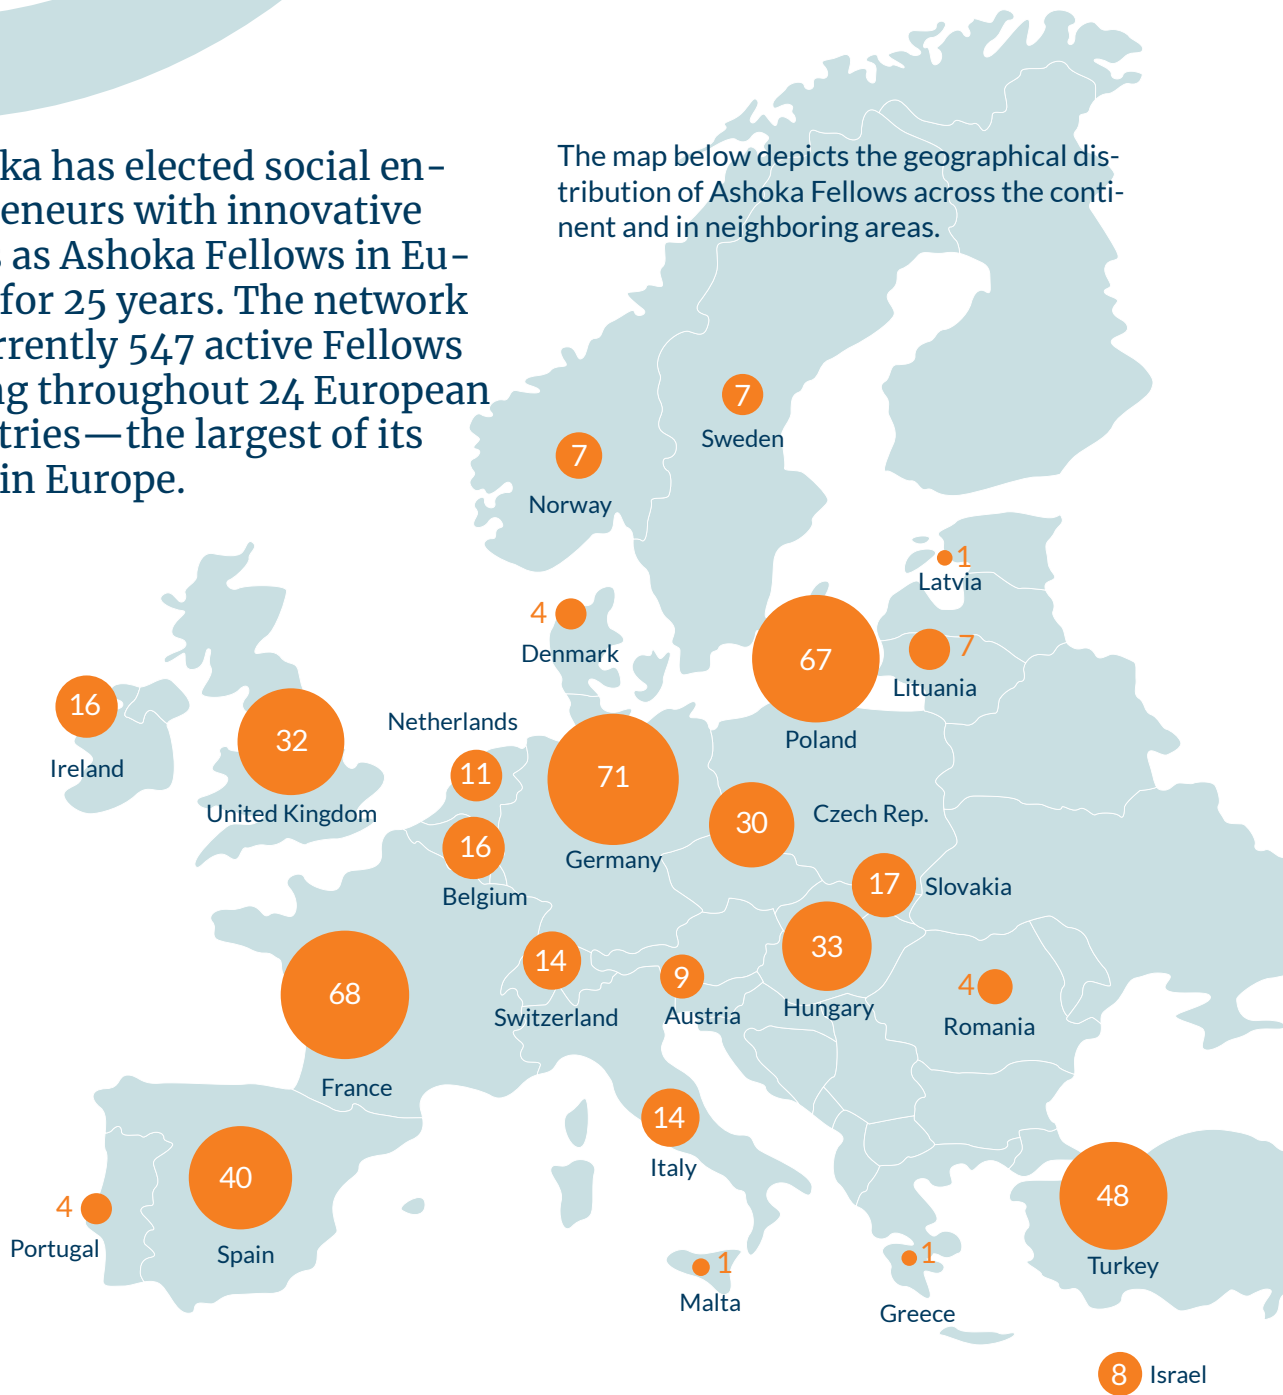 ka has elected social en-
eneurs with innovative
as Ashoka Fellows in Eu-
for 25 years. The network
rrently 547 active Fellows
ng throughout 24 European
tries—the largest of its
in Europe.
The map below depicts the geographical dis-
tribution of Ashoka Fellows across the conti-
nent and in neighboring areas.
7
Sweden
7
Norway
1
Latvia
4
Denmark
67
Poland
7
Lituania
16
Ireland
32
United Kingdom
Netherlands
11
71
Germany
30
Czech Rep.
16
Belgium
17
Slovakia
68
France
14
Switzerland
9
Austria
33
Hungary
4
Romania
14
Italy
4
Portugal
40
Spain
48
Turkey
1
Malta
1
Greece
8 Israel